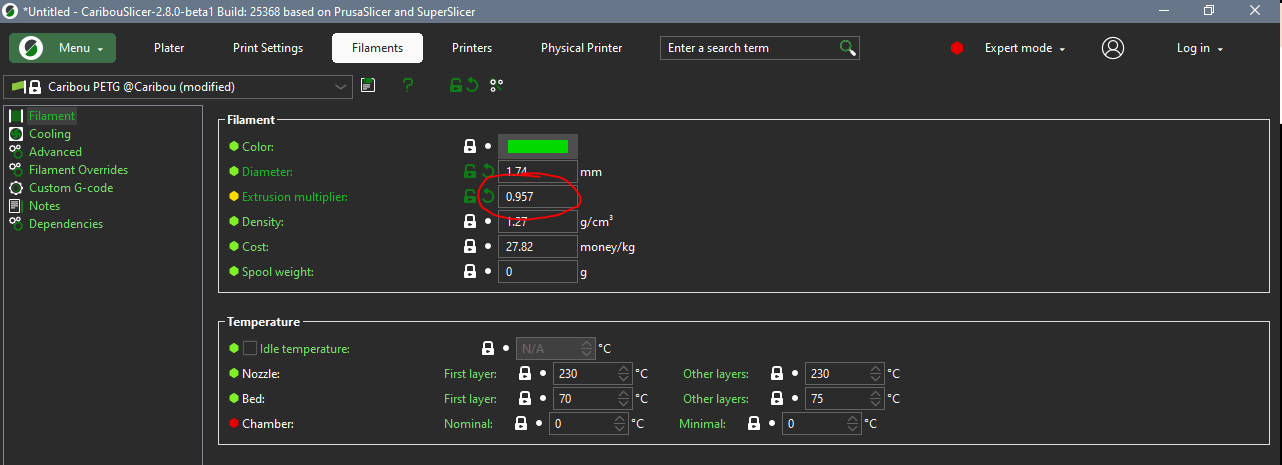 *Untitled - CaribouSlicer-2.8.0-beta1 Build: 25368 based on PrusaSlicer and SuperSlicer
Menu Plater Print Settings Filaments Printers Physical Printer Enter a search term Expert mode Log in
Caribou PETG @Caribou (modified) ?
Filament
Cooling
Advanced
Filament Overrides
Custom G-code
Notes
Dependencies
Filament
Color:
Diameter: 1.74 mm
Extrusion multiplier: 0.957
Density: 1.27 g/cm³
Cost: 27.82 money/kg
Spool weight: 0 g
Temperature
Idle temperature: N/A °C
Nozzle: First layer: 230 °C Other layers: 230 °C
Bed: First layer: 70 °C Other layers: 75 °C
Chamber: Nominal: 0 °C Minimal: 0 °C